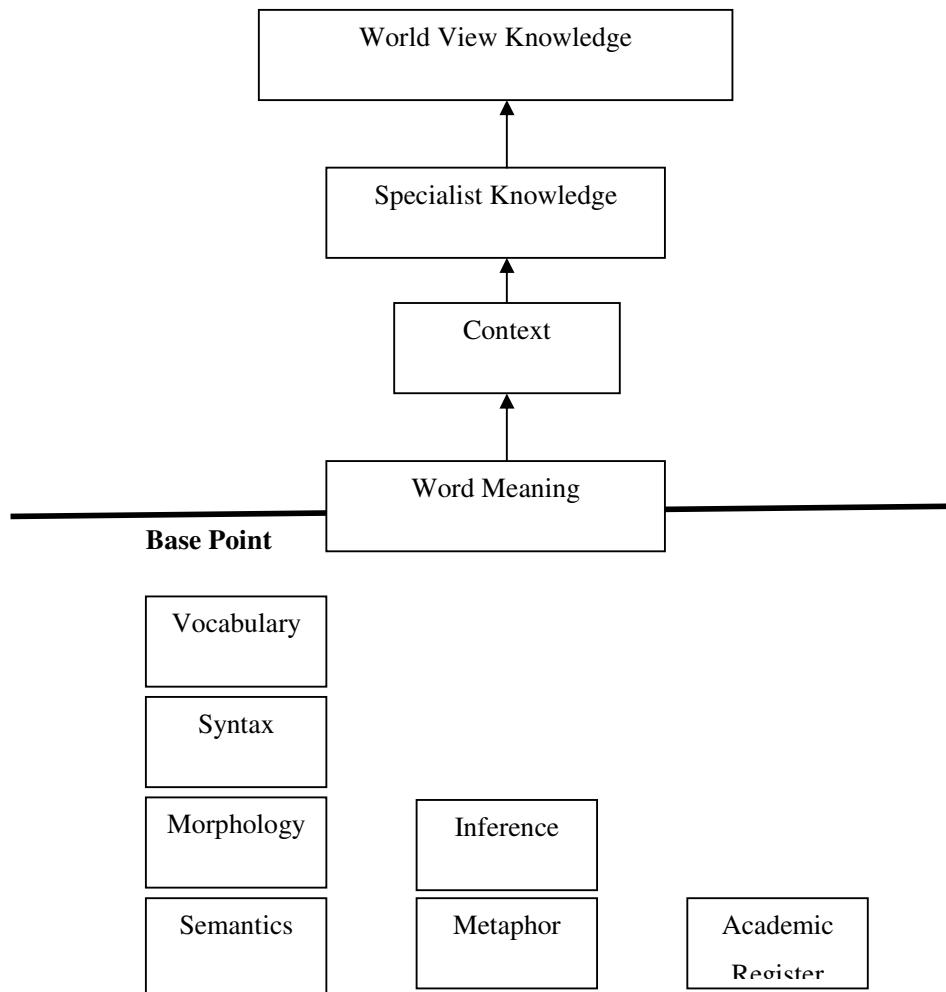 World View Knowledge
Specialist Knowledge
Context
Word Meaning
Base Point
Vocabulary
Syntax
Morphology
Inference
Semantics
Metaphor
Academic
Register